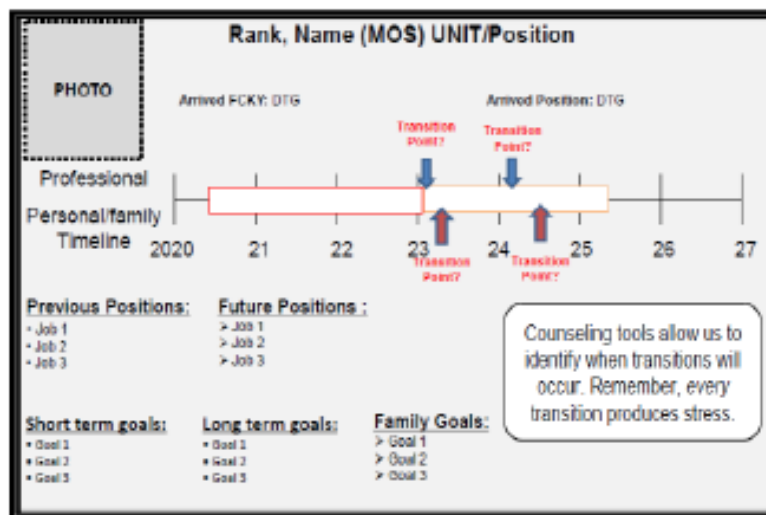 Rank, Name (MOS) UNIT/Position
PHOTO
Arrived FCKY: DTG
Arrived Position: DTG
Transition
Point?
Transition
Point?
Professional
Personal/family
Timeline
2020 21 22 23 24 25 26 27
Transition
Point?
Transition
Point?
Previous Positions:
• Job 1
• Job 2
• Job 3
Future Positions :
➢ Job 1
➢ Job 2
➢ Job 3
Counseling tools allow us to
identify when transitions will
occur. Remember, every
transition produces stress.
Short term goals:
• Goal 1
• Goal 2
• Goal 3
Long term goals:
• Goal 1
• Goal 2
• Goal 3
Family Goals:
➢ Goal 1
➢ Goal 2
➢ Goal 3